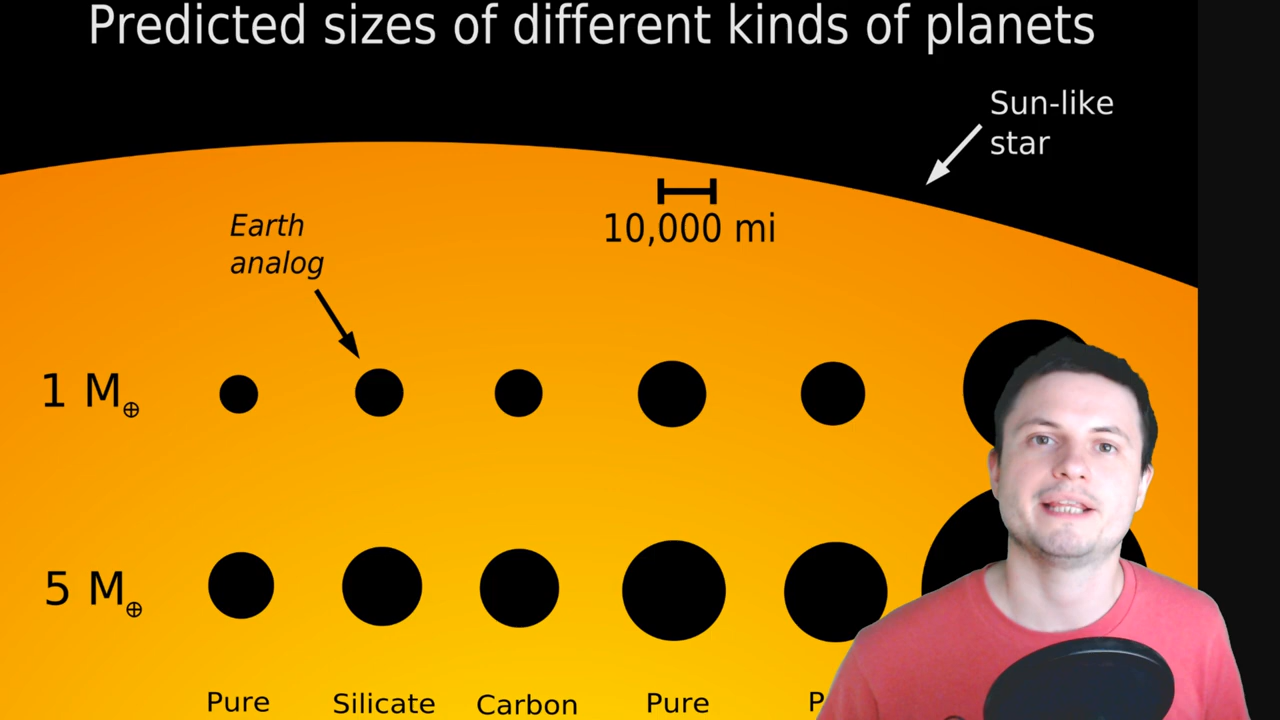 Predicted sizes of different kinds of planets
Sun-like
star
10,000 mi
Earth
analog
1 M⊕
5 M⊕
Pure Silicate Carbon Pure